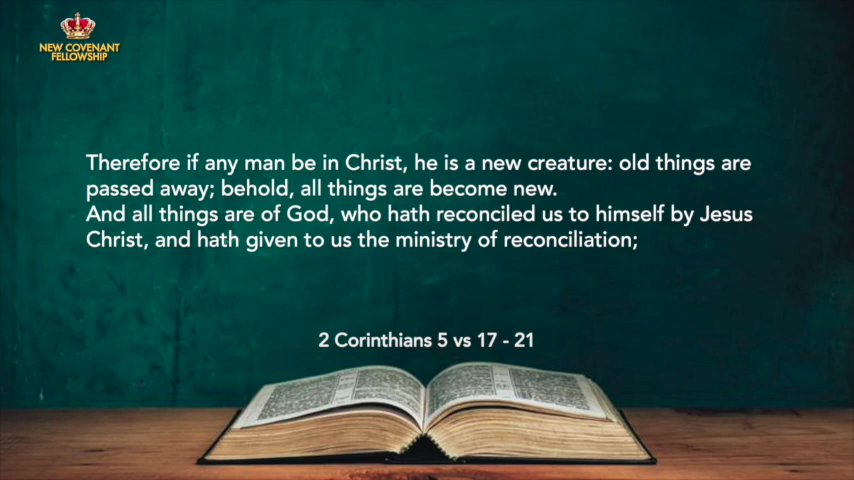 NEW COVENANT
FELLOWSHIP
Therefore if any man be in Christ, he is a new creature: old things are
passed away; behold, all things are become new.
And all things are of God, who hath reconciled us to himself by Jesus
Christ, and hath given to us the ministry of reconciliation;
2 Corinthians 5 vs 17 - 21